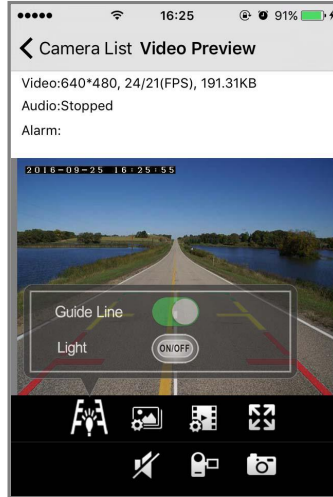 16:25 91%
Camera List Video Preview
Video:640*480, 24/21(FPS), 191.31KB
Audio:Stopped
Alarm:
2016-09-25 16:25:55
Guide Line
Light ON/OFF